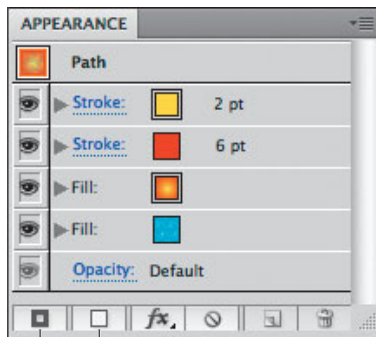 APPEARANCE
Path
Stroke: 2 pt
Stroke: 6 pt
Fill:
Fill:
Opacity: Default
fx